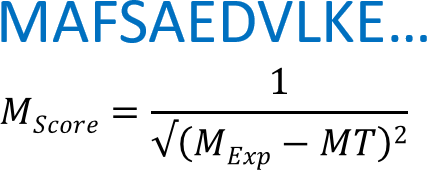 MAFSAEDVLKE...
M_Score = 1 / √(M_Exp − MT)²